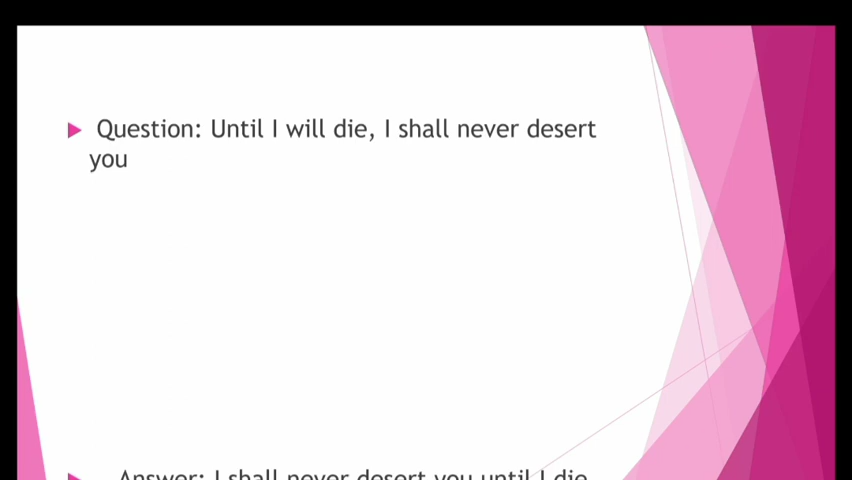 Question: Until I will die, I shall never desert
you
Answer: I shall never desert you until I die